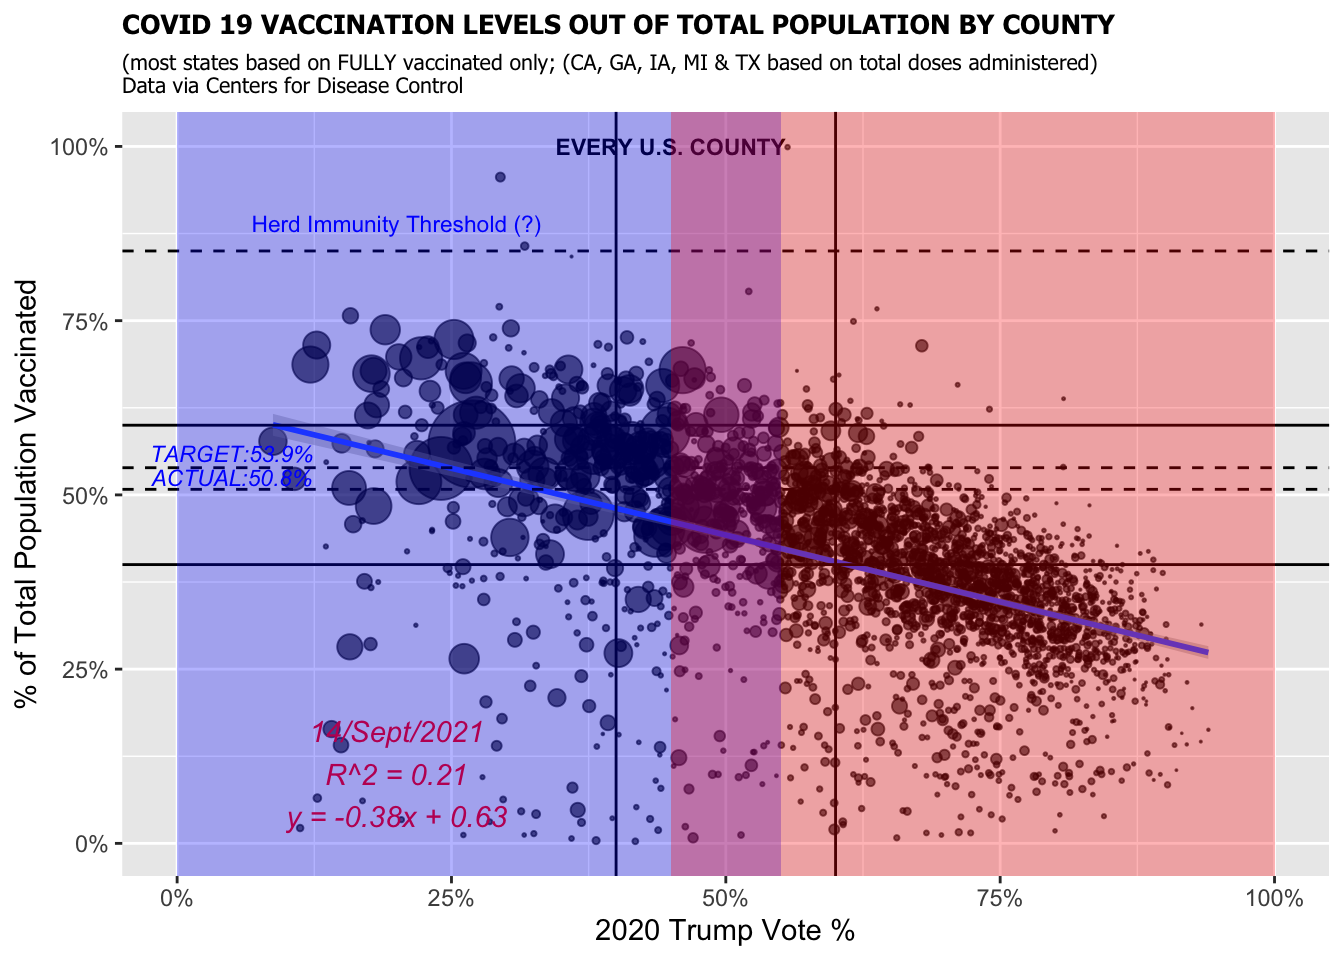 COVID 19 VACCINATION LEVELS OUT OF TOTAL POPULATION BY COUNTY
(most states based on FULLY vaccinated only; (CA, GA, IA, MI & TX based on total doses administered)
Data via Centers for Disease Control
% of Total Population Vaccinated
100%
75%
50%
25%
0%
EVERY U.S. COUNTY
Herd Immunity Threshold (?)
TARGET:53.9%
ACTUAL:50.8%
14/Sept/2021
R^2 = 0.21
y = -0.38x + 0.63
0%
25%
50%
75%
100%
2020 Trump Vote %